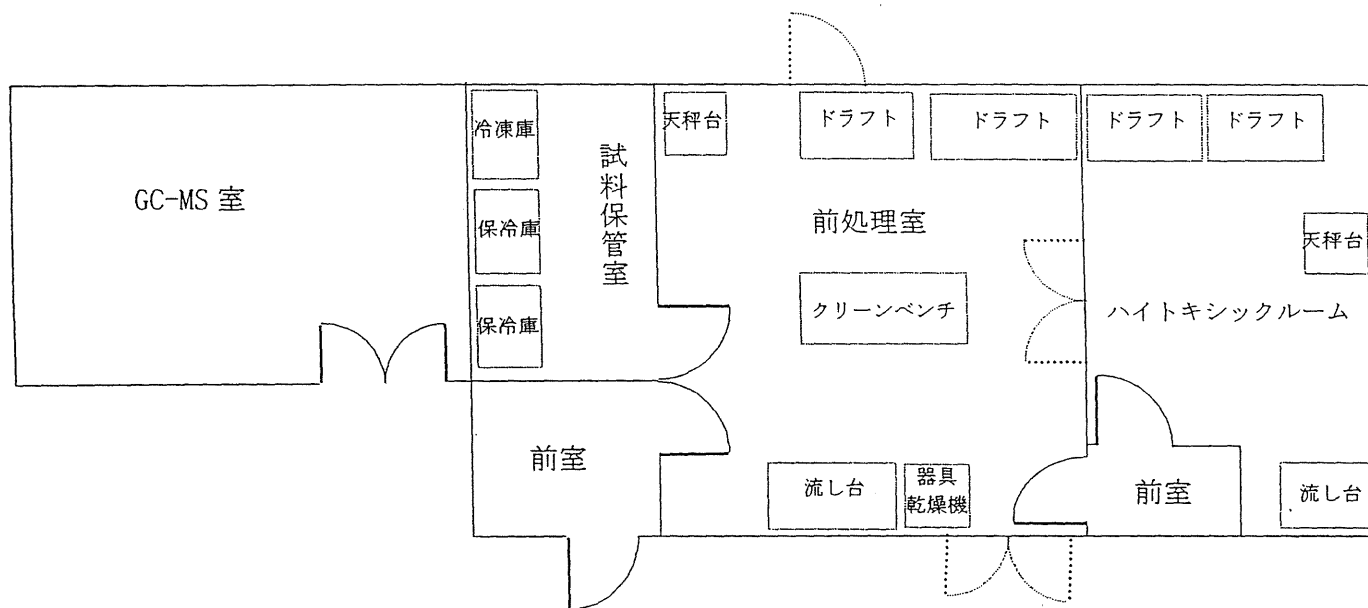 GC-MS 室
冷凍庫
保冷庫
保冷庫
試料保管室
前室
天秤台
ドラフト
ドラフト
前処理室
クリーンベンチ
流し台
器具
乾燥機
ドラフト
ドラフト
天秤台
ハイトキシックルーム
前室
流し台